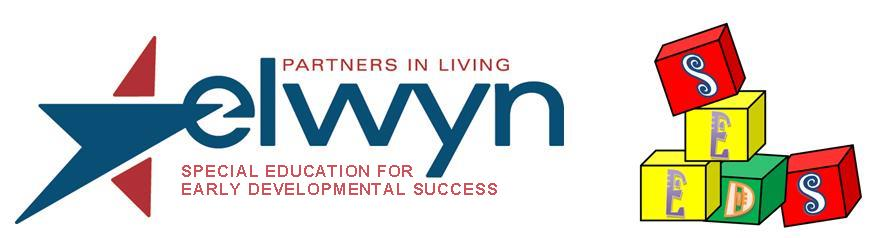 PARTNERS IN LIVING
elwyn
SPECIAL EDUCATION FOR
EARLY DEVELOPMENTAL SUCCESS
S
E
E D S